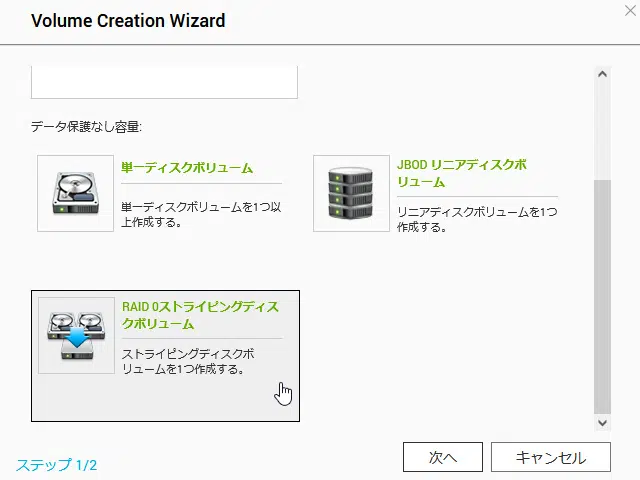 Volume Creation Wizard
データ保護なし容量:
単一ディスクボリューム
単一ディスクボリュームを1つ以
上作成する。
JBOD リニアディスクボ
リューム
リニアディスクボリュームを1つ
作成する。
RAID 0ストライピングディス
クボリューム
ストライピングディスクボ
リュームを1つ作成する。
ステップ 1/2
次へ
キャンセル